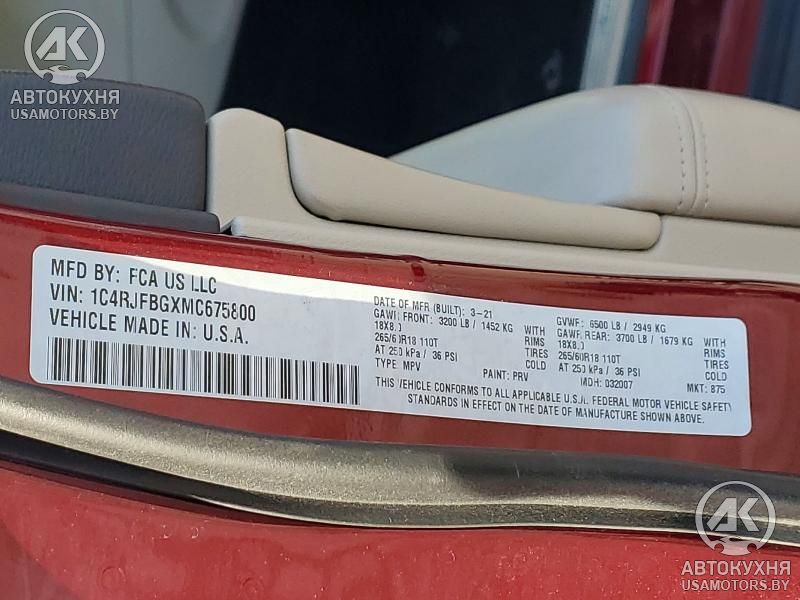 AK
АВТОКУХНЯ
USAMOTORS.BY
MFD BY: FCA US LLC
VIN: 1C4RJFBGXMC675800
VEHICLE MADE IN U.S.A.
DATE OF MFR (BUILT): 3-21
GAWR FRONT: 3200 LB / 1452 KG WITH
18X8.0 RIMS
265/60R18 110T TIRES
AT 250 kPa / 36 PSI COLD
TYPE: MPV PAINT: PRV
GVWR: 6500 LB / 2949 KG
GAWR REAR: 3700 LB / 1679 KG WITH
18X8.0 RIMS
265/60R18 110T TIRES
AT 250 kPa / 36 PSI COLD
MDH: 032007 MKT: 875
THIS VEHICLE CONFORMS TO ALL APPLICABLE U.S.A. FEDERAL MOTOR VEHICLE SAFETY
STANDARDS IN EFFECT ON THE DATE OF MANUFACTURE SHOWN ABOVE.
AK
АВТОКУХНЯ
USAMOTORS.BY